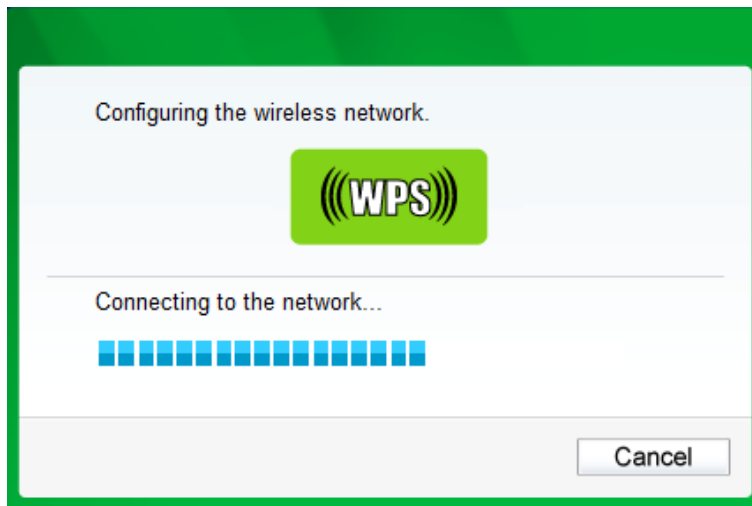 Configuring the wireless network.
WPS
Connecting to the network...
Cancel